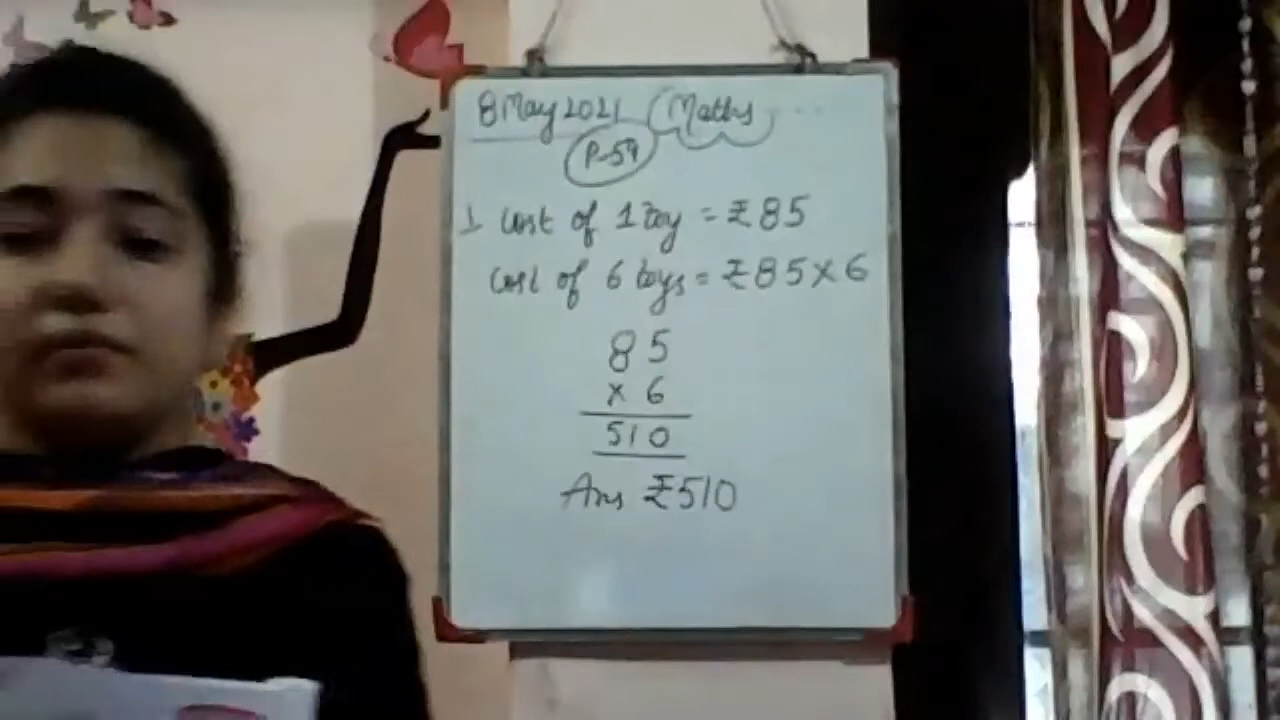 8 May 2021 Maths
P-59
1 Cost of 1 toy = ₹85
Cost of 6 toys = ₹85×6
85
× 6
510
Ans ₹510